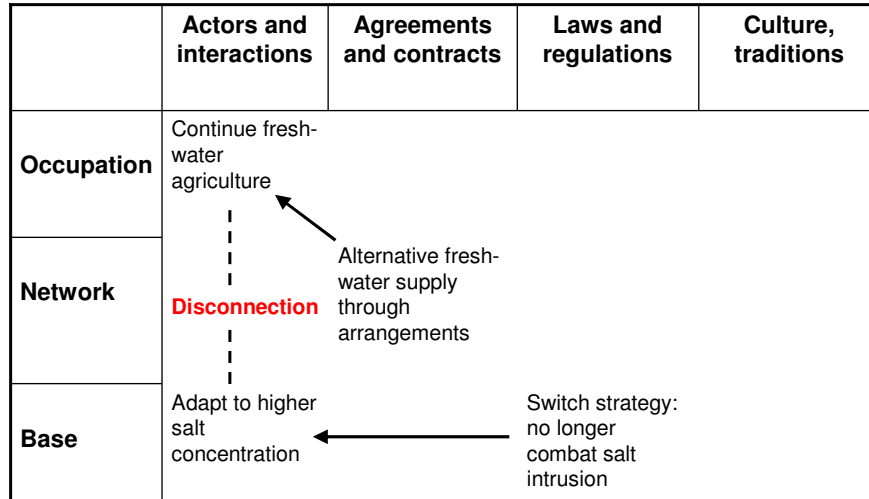 Actors and
interactions
Agreements
and contracts
Laws and
regulations
Culture,
traditions
Occupation
Continue fresh-
water
agriculture
Network
Disconnection
Alternative fresh-
water supply
through
arrangements
Base
Adapt to higher
salt
concentration
Switch strategy:
no longer
combat salt
intrusion